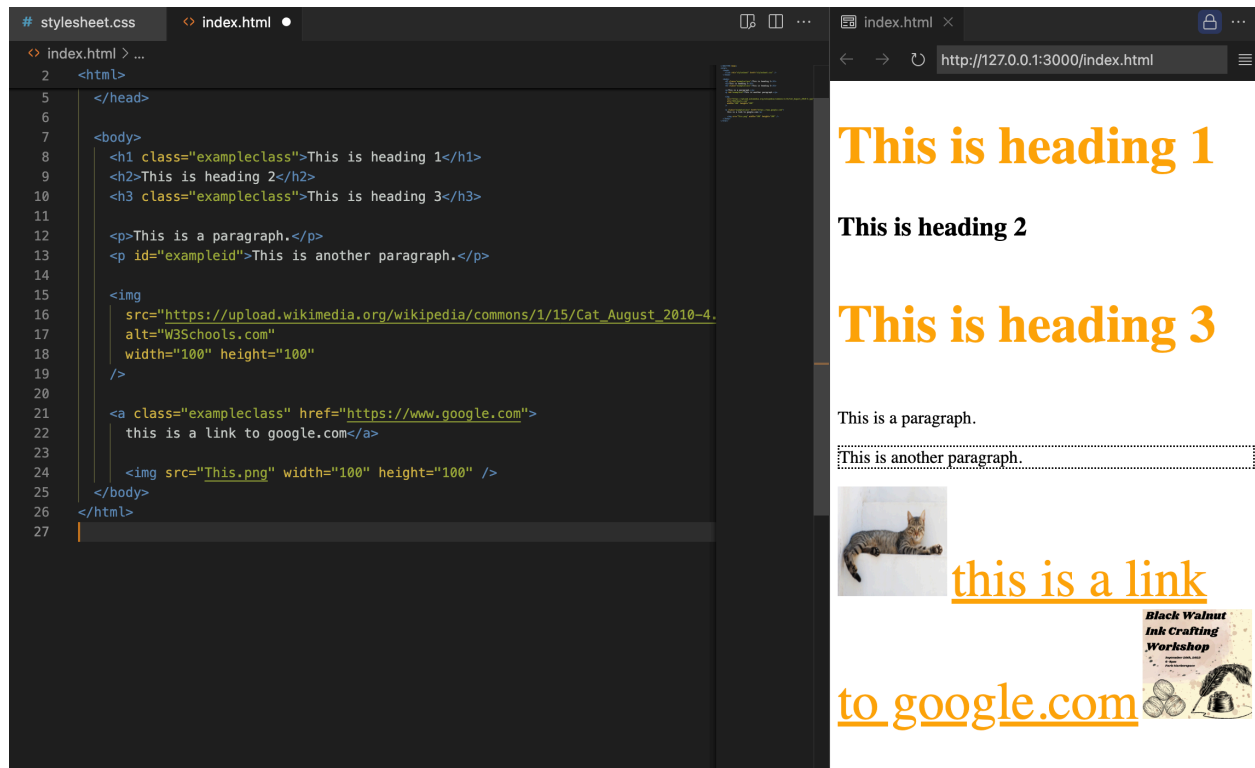 # stylesheet.css
<> index.html ●
index.html ×
<> index.html > ...
http://127.0.0.1:3000/index.html
2 <html>
5 </head>
6
7 <body>
8 <h1 class="exampleclass">This is heading 1</h1>
9 <h2>This is heading 2</h2>
10 <h3 class="exampleclass">This is heading 3</h3>
11
12 <p>This is a paragraph.</p>
13 <p id="exampleid">This is another paragraph.</p>
14
15 <img
16 src="https://upload.wikimedia.org/wikipedia/commons/1/15/Cat_August_2010-4.
17 alt="W3Schools.com"
18 width="100" height="100"
19 />
20
21 <a class="exampleclass" href="https://www.google.com">
22 this is a link to google.com</a>
23
24 <img src="This.png" width="100" height="100" />
25 </body>
26 </html>
27
This is heading 1
This is heading 2
This is heading 3
This is a paragraph.
This is another paragraph.
this is a link
to google.com
Black Walnut
Ink Crafting
Workshop